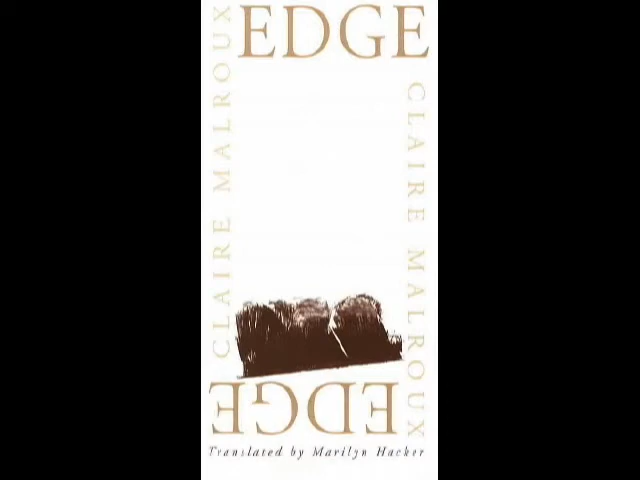 EDGE
CLAIRE MALROUX
CLAIRE MALROUX
EDGE
Translated by Marilyn Hacker